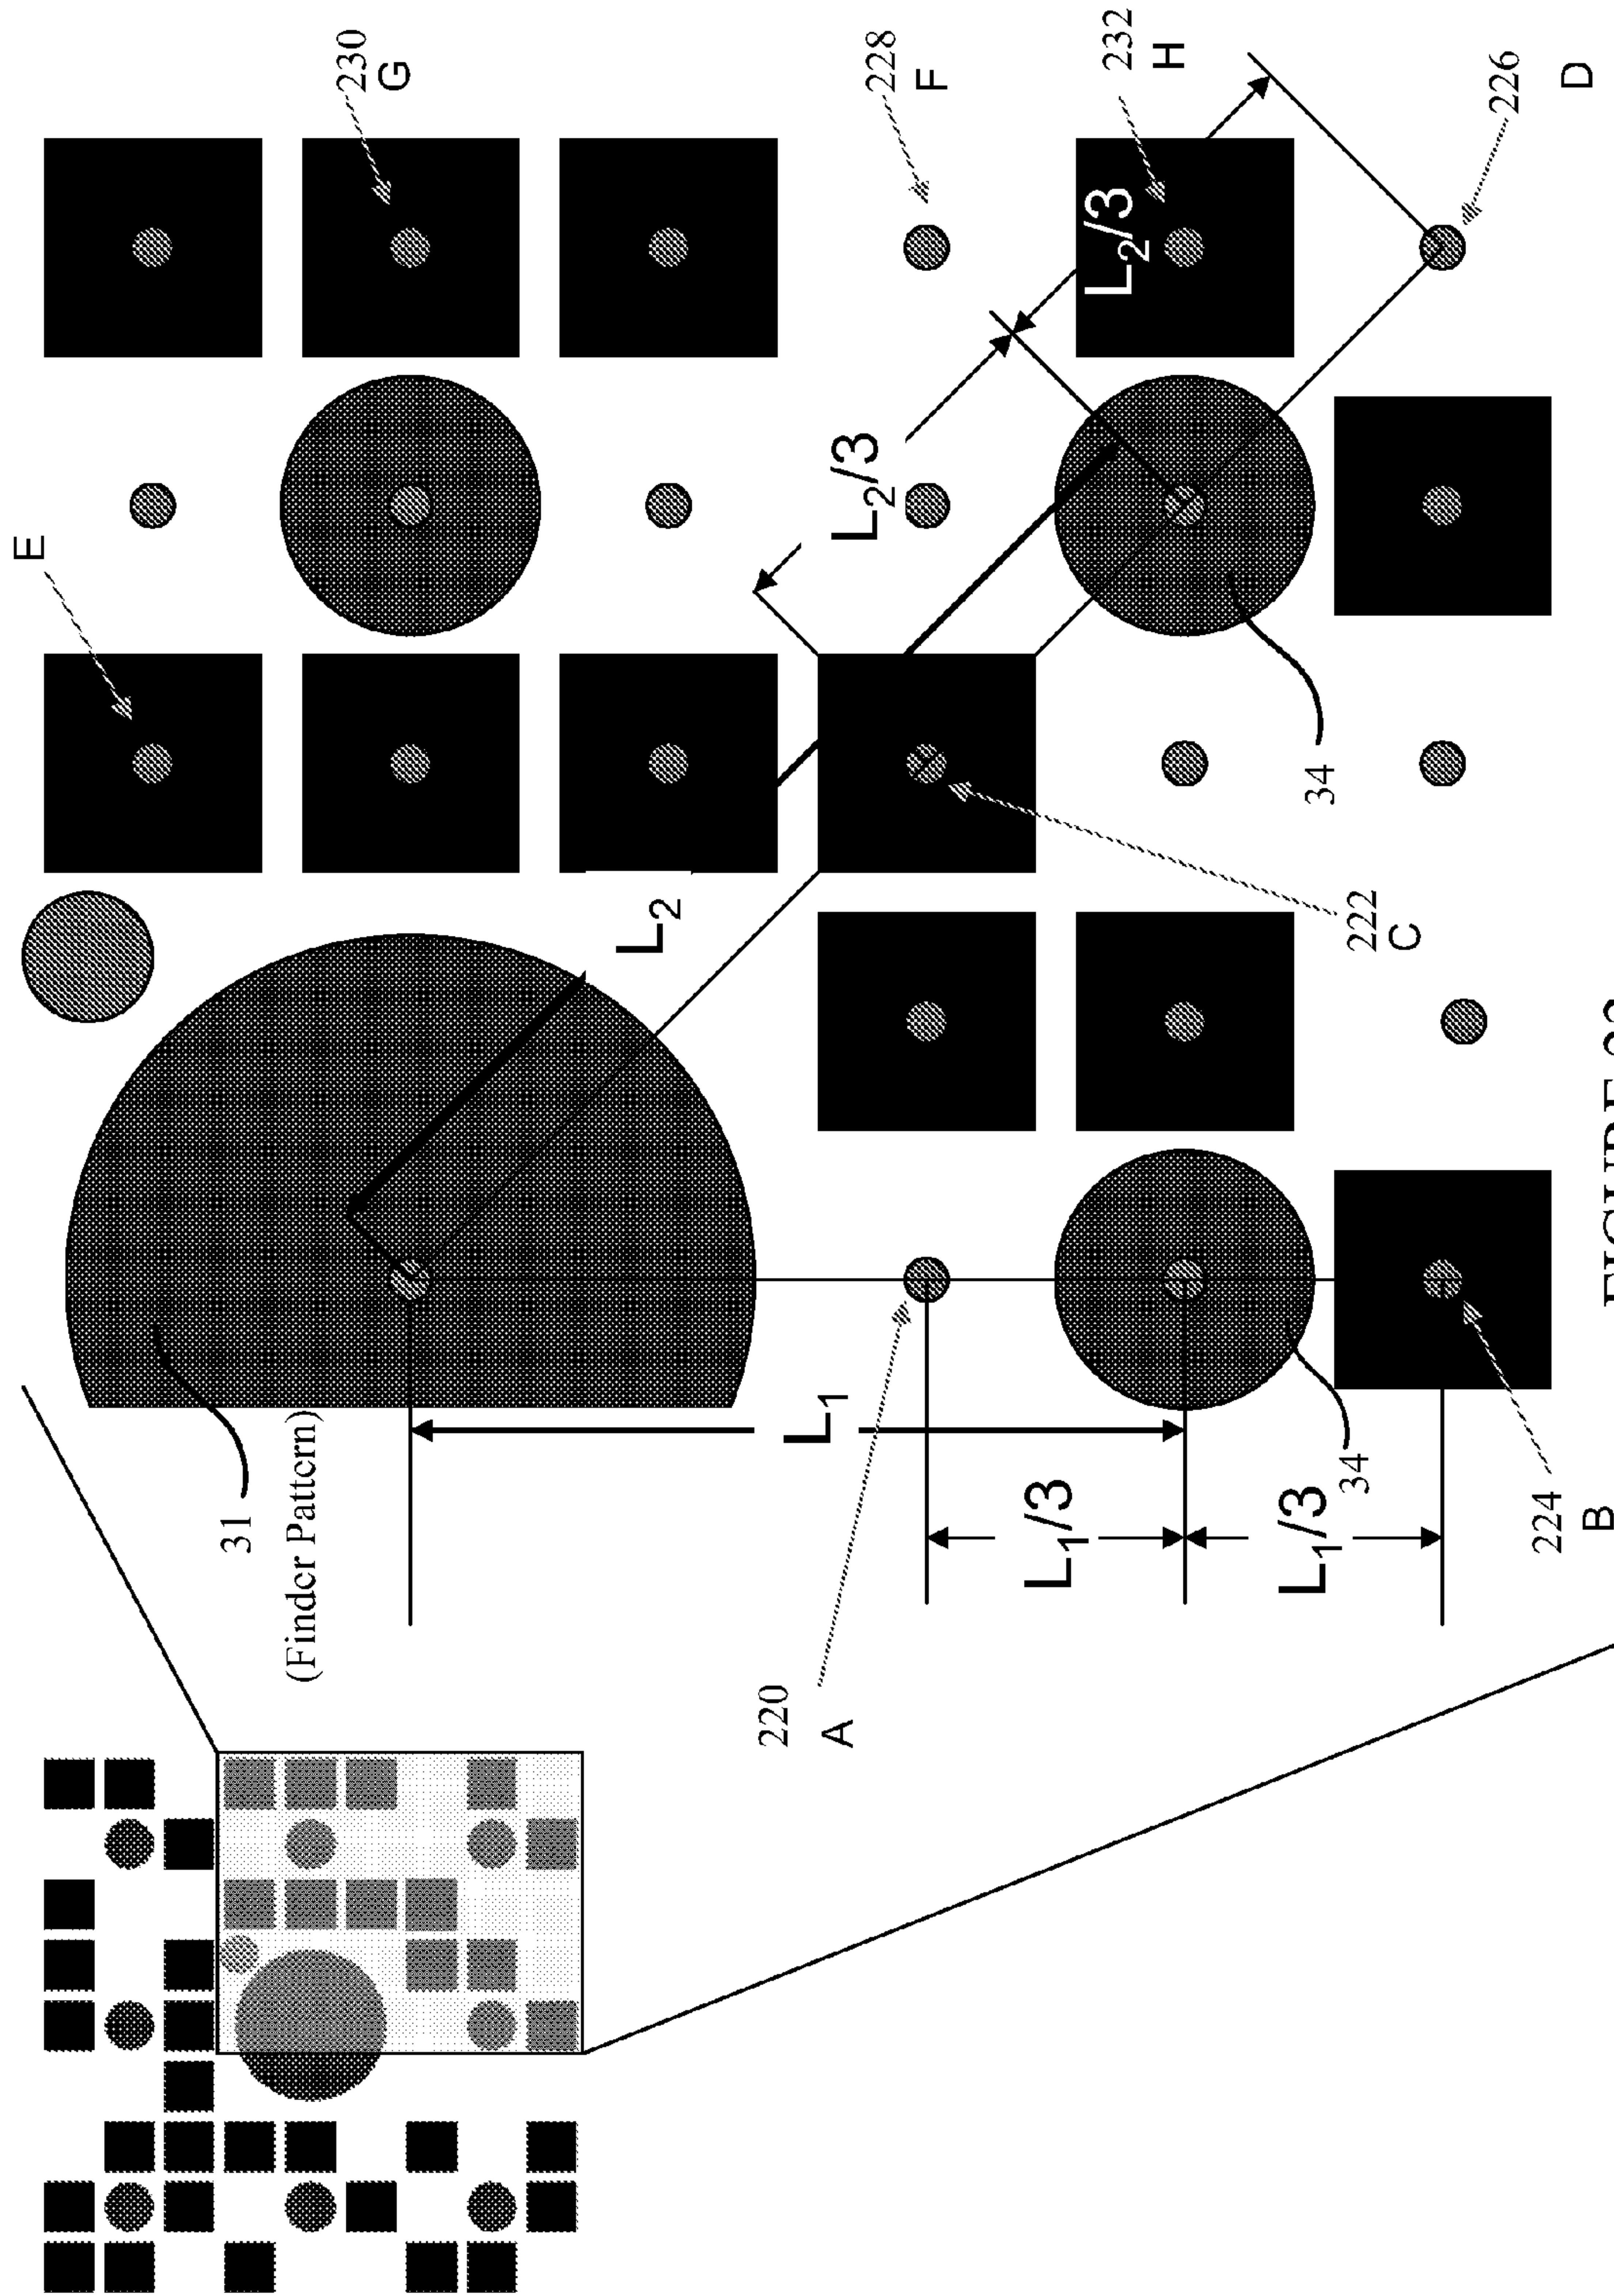 E
31
(Finder Pattern)
230
G
L₂
220
A
L₁
L₂/3
228
F
L₁/3
L₂/3
232
H
L₁/3
34
34
222
C
226
D
224
B
FIGURE